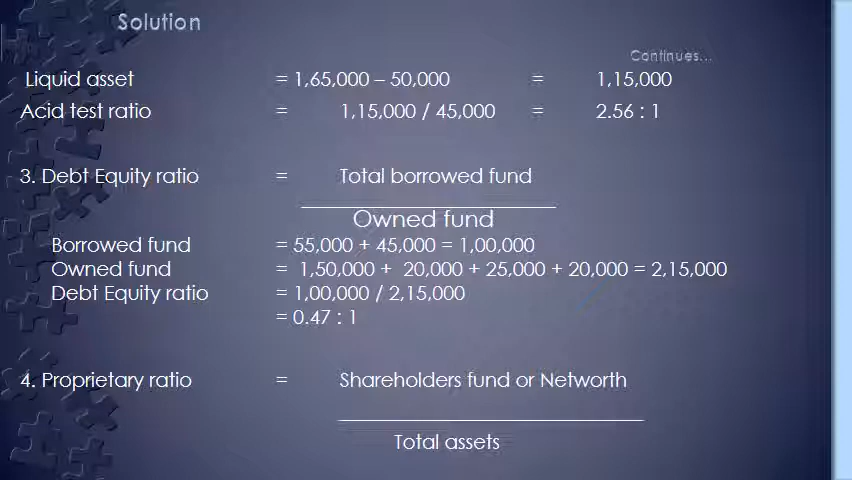 Solution
Continues...
Liquid asset = 1,65,000 – 50,000 = 1,15,000
Acid test ratio = 1,15,000 / 45,000 = 2.56 : 1
3. Debt Equity ratio = Total borrowed fund
Owned fund
Borrowed fund = 55,000 + 45,000 = 1,00,000
Owned fund = 1,50,000 + 20,000 + 25,000 + 20,000 = 2,15,000
Debt Equity ratio = 1,00,000 / 2,15,000
= 0.47 : 1
4. Proprietary ratio = Shareholders fund or Networth
Total assets